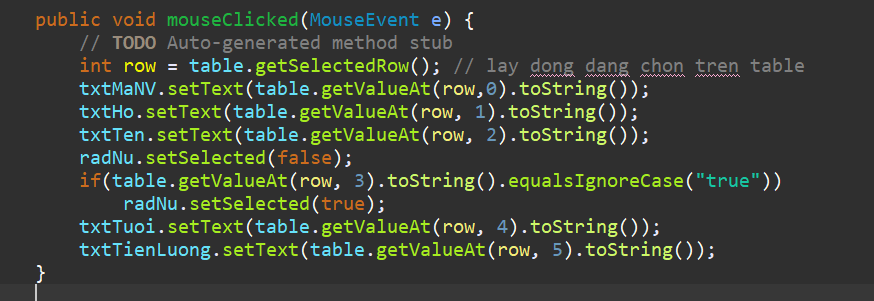 public void mouseClicked(MouseEvent e) {
    // TODO Auto-generated method stub
    int row = table.getSelectedRow(); // lay dong dang chon tren table
    txtMaNV.setText(table.getValueAt(row,0).toString());
    txtHo.setText(table.getValueAt(row, 1).toString());
    txtTen.setText(table.getValueAt(row, 2).toString());
    radNu.setSelected(false);
    if(table.getValueAt(row, 3).toString().equalsIgnoreCase("true"))
        radNu.setSelected(true);
    txtTuoi.setText(table.getValueAt(row, 4).toString());
    txtTienLuong.setText(table.getValueAt(row, 5).toString());
}